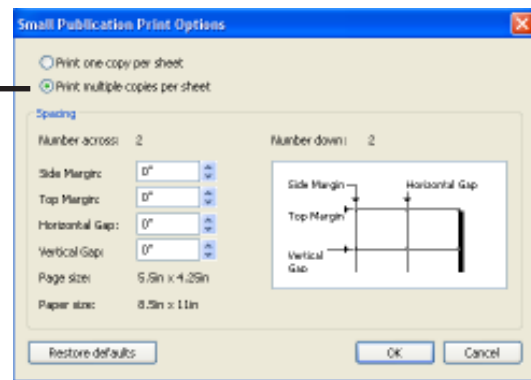 Small Publication Print Options
Print one copy per sheet
Print multiple copies per sheet
Spacing
Number across: 2 Number down: 2
Side Margin: 0"
Top Margin: 0"
Horizontal Gap: 0"
Vertical Gap: 0"
Page size: 5.5in x 4.25in
Paper size: 8.5in x 11in
Side Margin Horizontal Gap
Top Margin
Vertical
Gap
Restore defaults OK Cancel